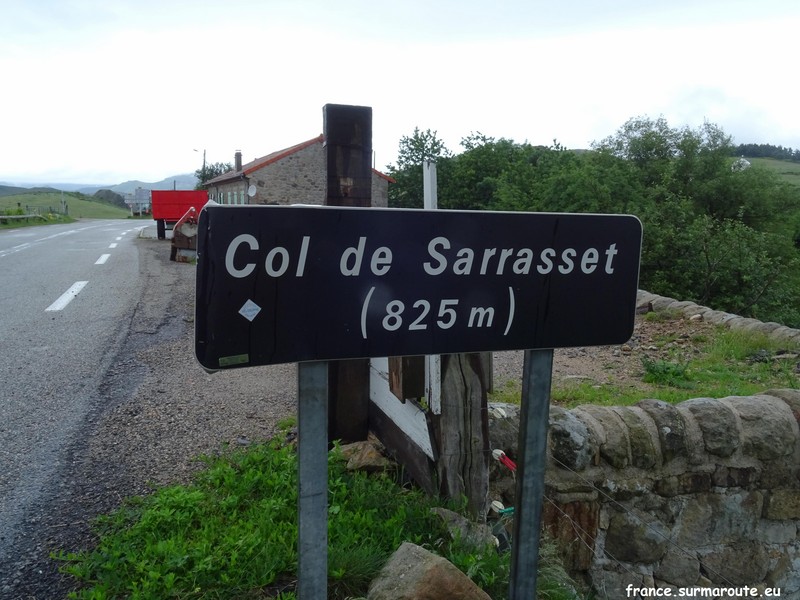 Col de Sarrasset
(825 m)
france.surmaroute.eu